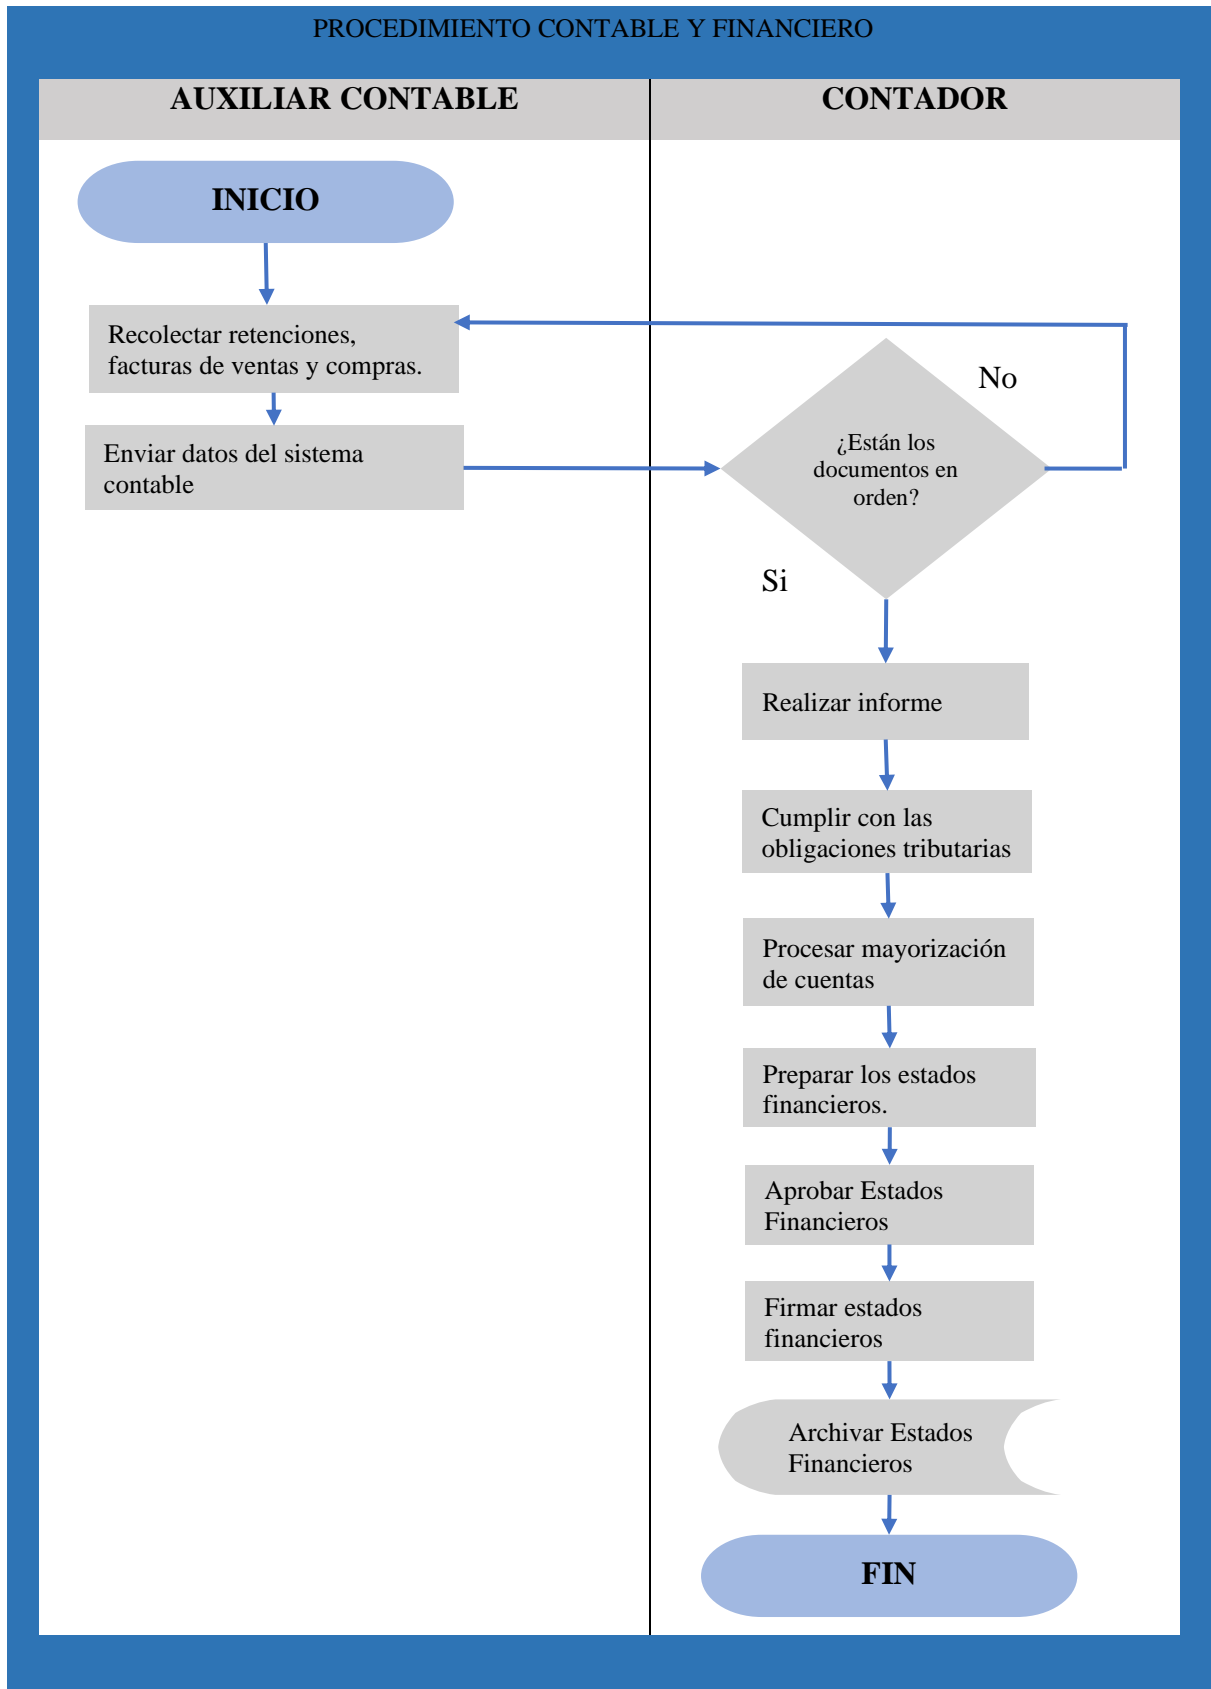 PROCEDIMIENTO CONTABLE Y FINANCIERO
AUXILIAR CONTABLE
CONTADOR
INICIO
Recolectar retenciones,
facturas de ventas y compras.
Enviar datos del sistema
contable
¿Están los
documentos en
orden?
No
Si
Realizar informe
Cumplir con las
obligaciones tributarias
Procesar mayorización
de cuentas
Preparar los estados
financieros.
Aprobar Estados
Financieros
Firmar estados
financieros
Archivar Estados
Financieros
FIN